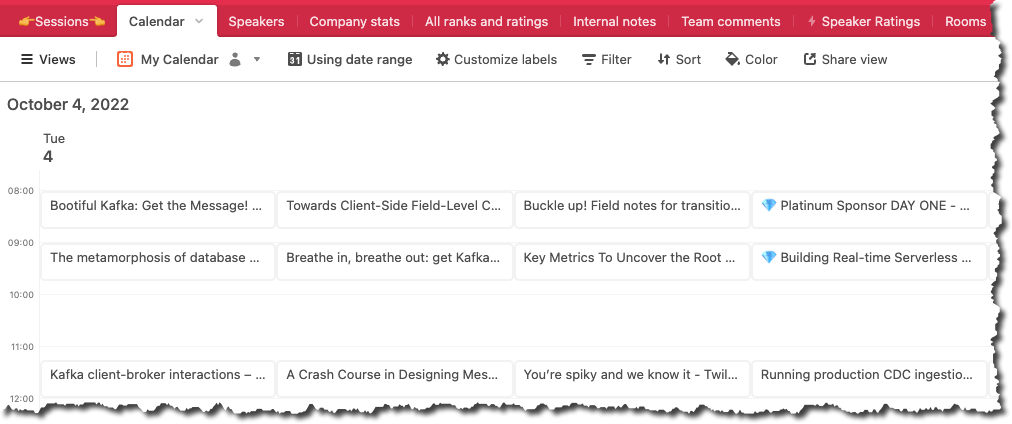 👉Sessions👈 Calendar Speakers Company stats All ranks and ratings Internal notes Team comments ⚡ Speaker Ratings Rooms
Views My Calendar 31 Using date range Customize labels Filter Sort Color Share view
October 4, 2022
Tue
4
08:00
Bootiful Kafka: Get the Message! ... Towards Client-Side Field-Level C... Buckle up! Field notes for transitio... 💎 Platinum Sponsor DAY ONE - ...
09:00
The metamorphosis of database ... Breathe in, breathe out: get Kafka... Key Metrics To Uncover the Root ... 💎 Building Real-time Serverless ...
10:00
11:00
Kafka client-broker interactions – ... A Crash Course in Designing Mes... You're spiky and we know it - Twil... Running production CDC ingestio...
12:00